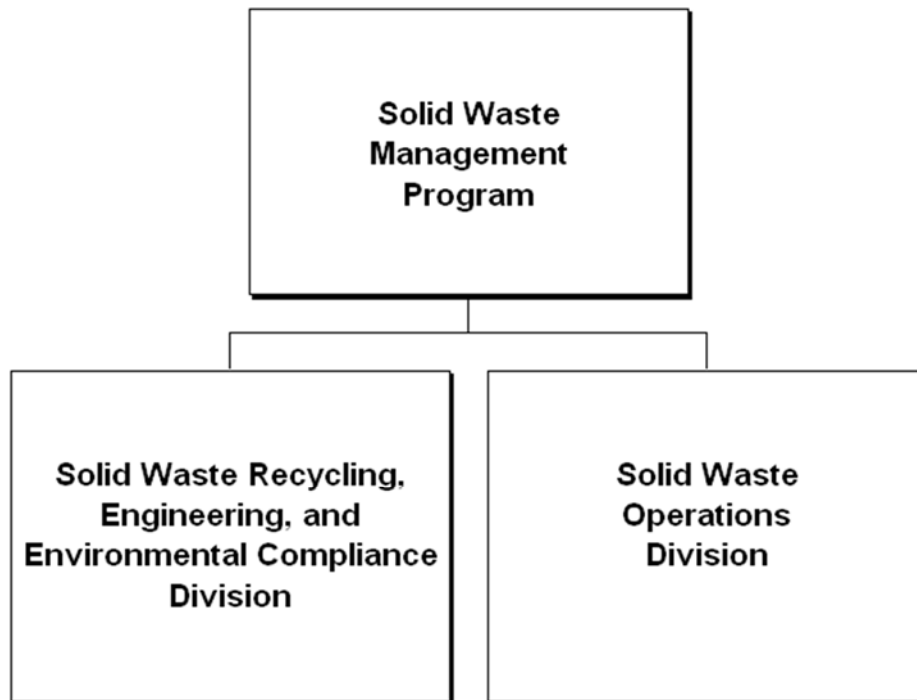 Solid Waste
Management
Program
Solid Waste Recycling,
Engineering, and
Environmental Compliance
Division
Solid Waste
Operations
Division